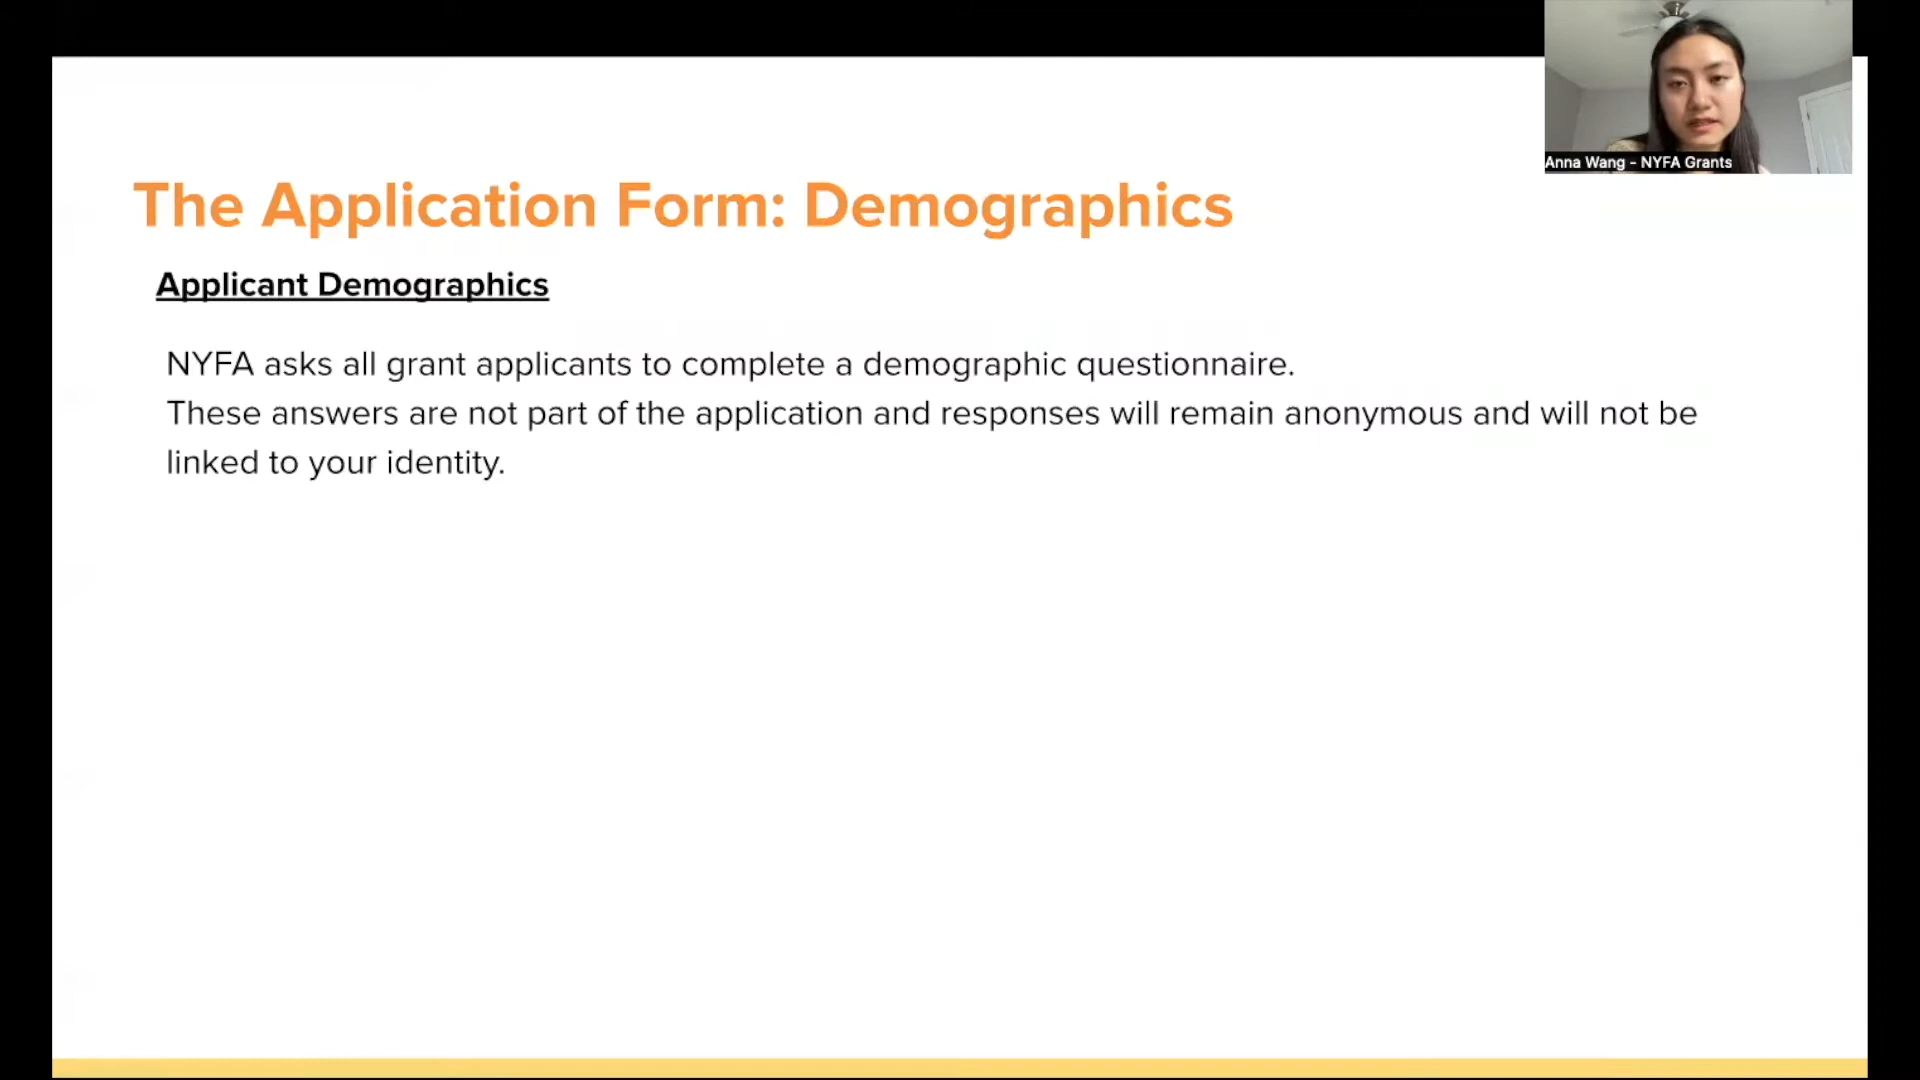 Anna Wang - NYFA Grants
The Application Form: Demographics
Applicant Demographics
NYFA asks all grant applicants to complete a demographic questionnaire.
These answers are not part of the application and responses will remain anonymous and will not be
linked to your identity.